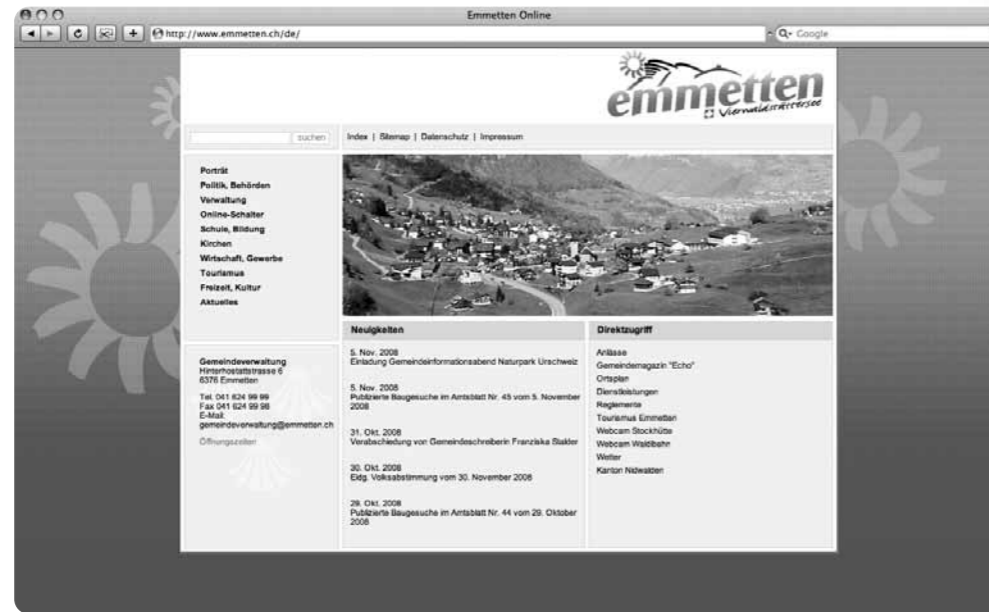 Emmetten Online
http://www.emmetten.ch/de/
Google
emmetten
Vierwaldstättersee
suchen
Index | Sitemap | Datenschutz | Impressum
Porträt
Politik, Behörden
Verwaltung
Online-Schalter
Schule, Bildung
Kirchen
Wirtschaft, Gewerbe
Tourismus
Freizeit, Kultur
Aktuelles
Gemeindeverwaltung
Hinterhostattstrasse 6
6376 Emmetten
Tel. 041 624 99 99
Fax 041 624 99 98
E-Mail:
gemeindeverwaltung@emmetten.ch
Öffnungszeiten
Neuigkeiten
5. Nov. 2008
Einladung Gemeindeinformationsabend Naturpark Urschweiz
5. Nov. 2008
Publizierte Baugesuche im Amtsblatt Nr. 45 vom 5. November
2008
31. Okt. 2008
Verabschiedung von Gemeindeschreiberin Franziska Stalder
30. Okt. 2008
Eidg. Volksabstimmung vom 30. November 2008
29. Okt. 2008
Publizierte Baugesuche im Amtsblatt Nr. 44 vom 29. Oktober
2008
Direktzugriff
Anlässe
Gemeindemagazin "Echo"
Ortsplan
Dienstleistungen
Reglemente
Tourismus Emmetten
Webcam Stockhütte
Webcam Waldibahn
Wetter
Kanton Nidwalden